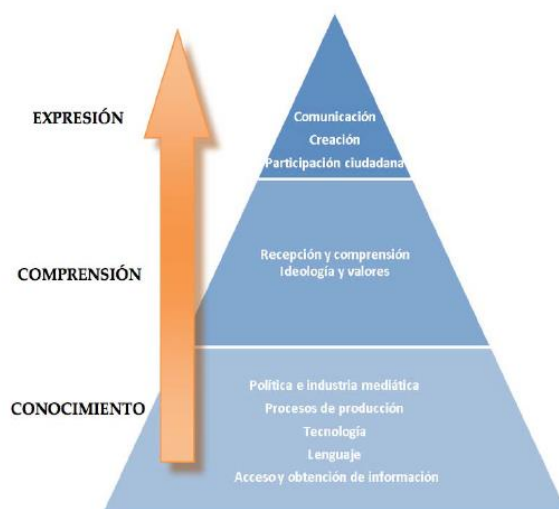 EXPRESIÓN
Comunicación
Creación
Participación ciudadana
COMPRENSIÓN
Recepción y comprensión
Ideología y valores
CONOCIMIENTO
Política e industria mediática
Procesos de producción
Tecnología
Lenguaje
Acceso y obtención de información